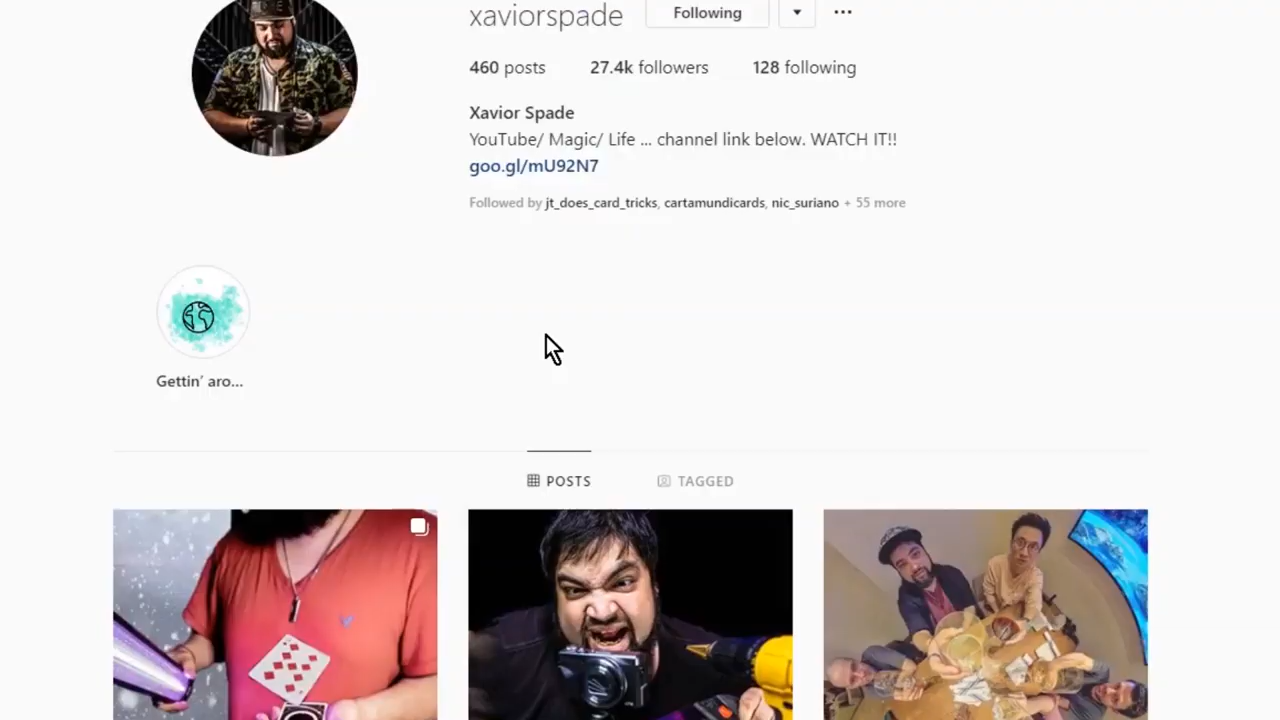 xaviorspade Following
460 posts 27.4k followers 128 following
Xavior Spade
YouTube/ Magic/ Life ... channel link below. WATCH IT!!
goo.gl/mU92N7
Followed by jt_does_card_tricks, cartamundicards, nic_suriano + 55 more
Gettin' aro...
POSTS TAGGED